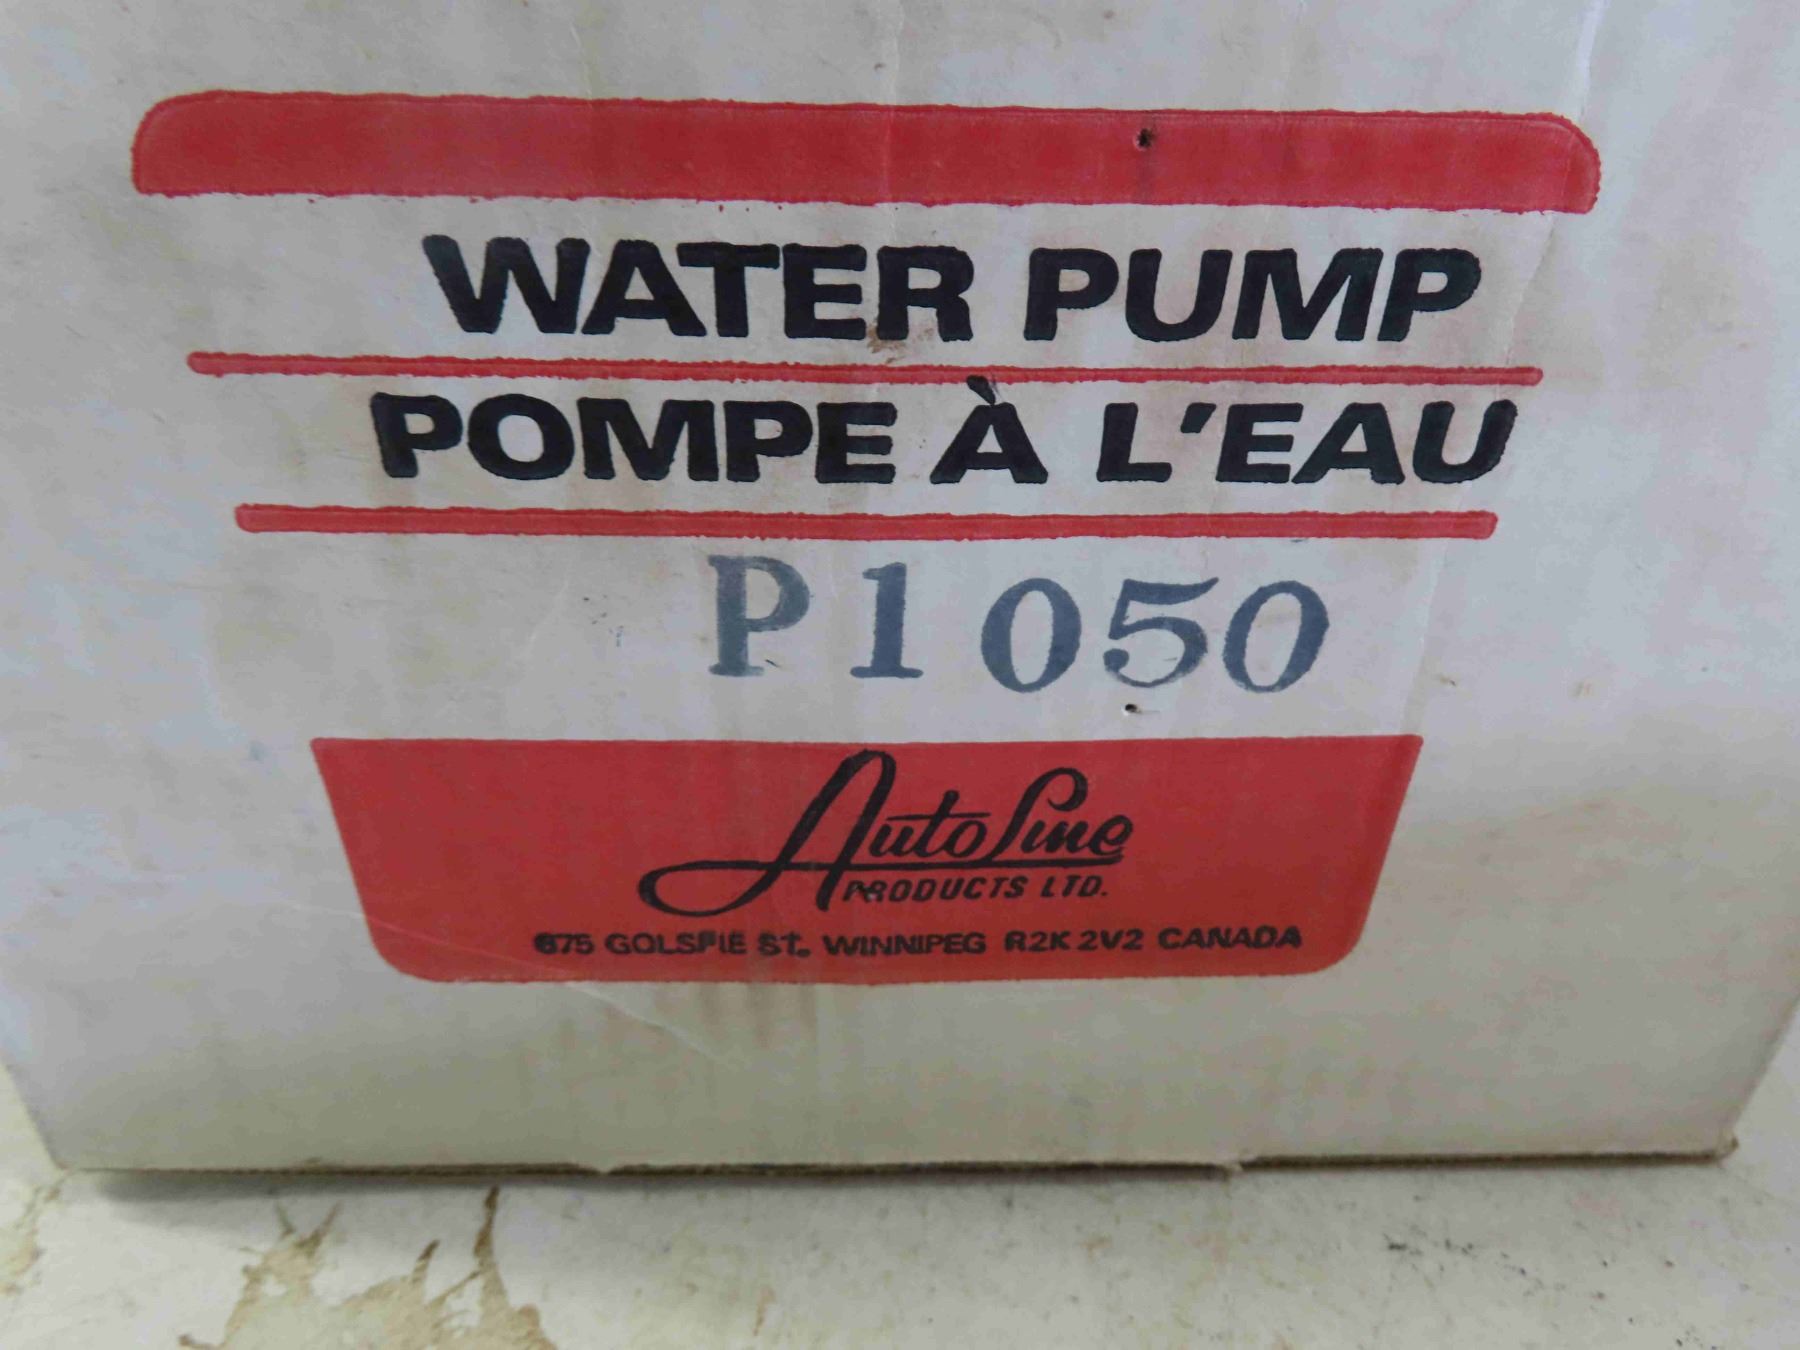 WATER PUMP
POMPE À L'EAU
P1050
AutoLine
PRODUCTS LTD.
675 GOLSPIE ST. WINNIPEG R2K 2V2 CANADA